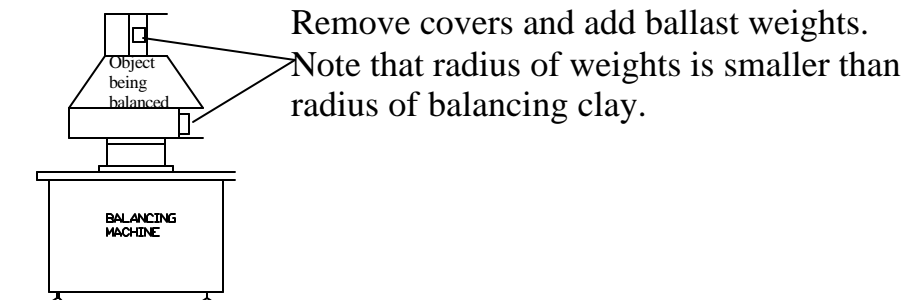 Remove covers and add ballast weights.
Note that radius of weights is smaller than
radius of balancing clay.
Object
being
balanced
BALANCING
MACHINE